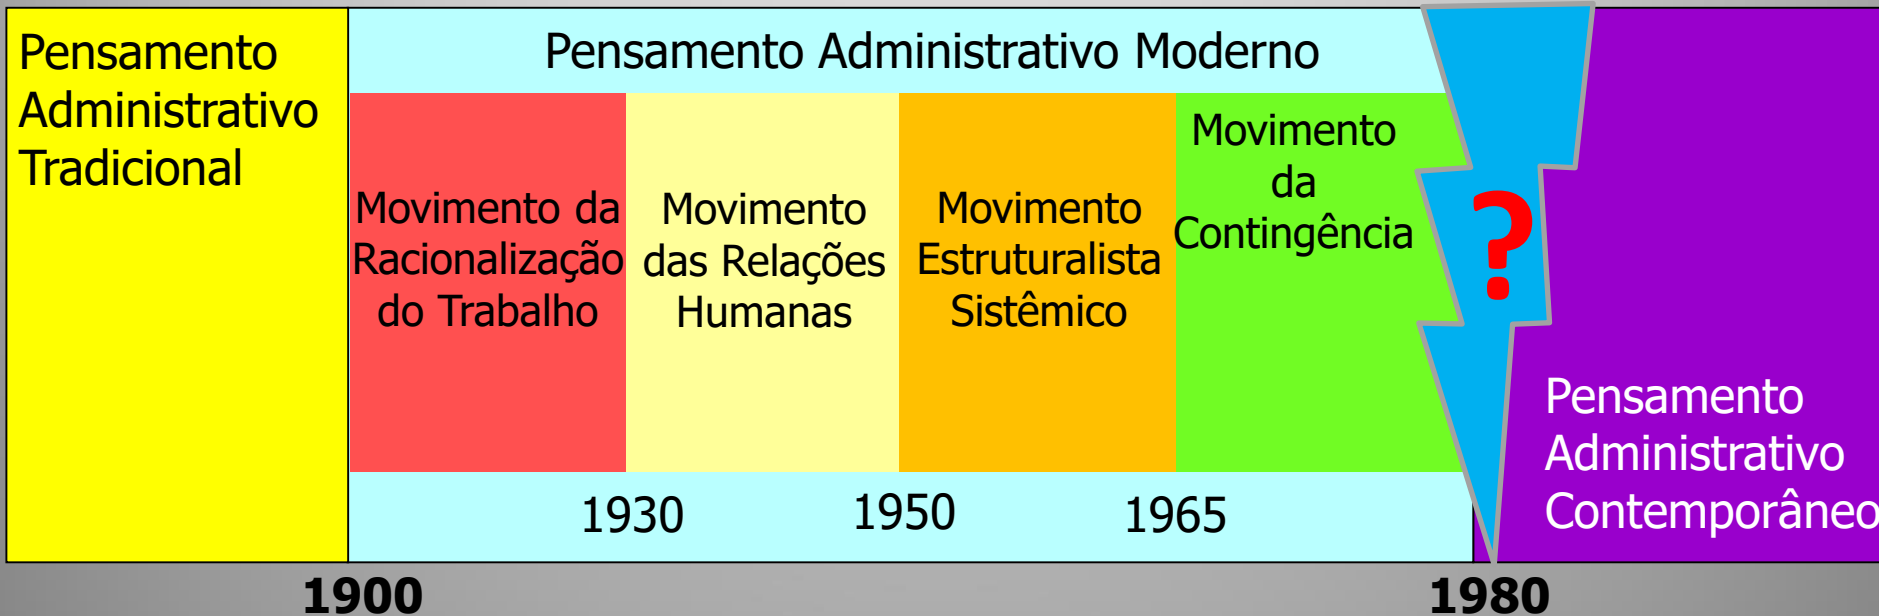 Pensamento
Administrativo
Tradicional
Pensamento Administrativo Moderno
Movimento da
Racionalização
do Trabalho
Movimento
das Relações
Humanas
Movimento
Estruturalista
Sistêmico
Movimento
da
Contingência
?
Pensamento
Administrativo
Contemporâneo
1930
1950
1965
1900
1980